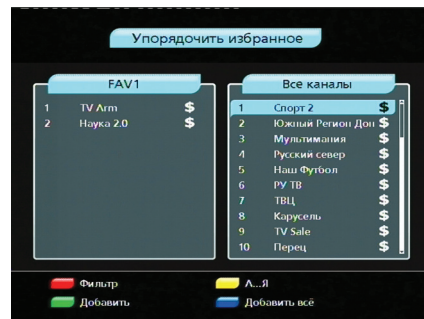 Упорядочить избранное
FAV1
1 TV Arm $
2 Наука 2.0 $
Все каналы
1 Спорт 2 $
2 Южный Регион Дон $
3 Мультимания $
4 Русский север $
5 Наш Футбол $
6 РУ ТВ $
7 ТВЦ $
8 Карусель $
9 TV Sale $
10 Перец $
Фильтр
А...Я
Добавить
Добавить всё